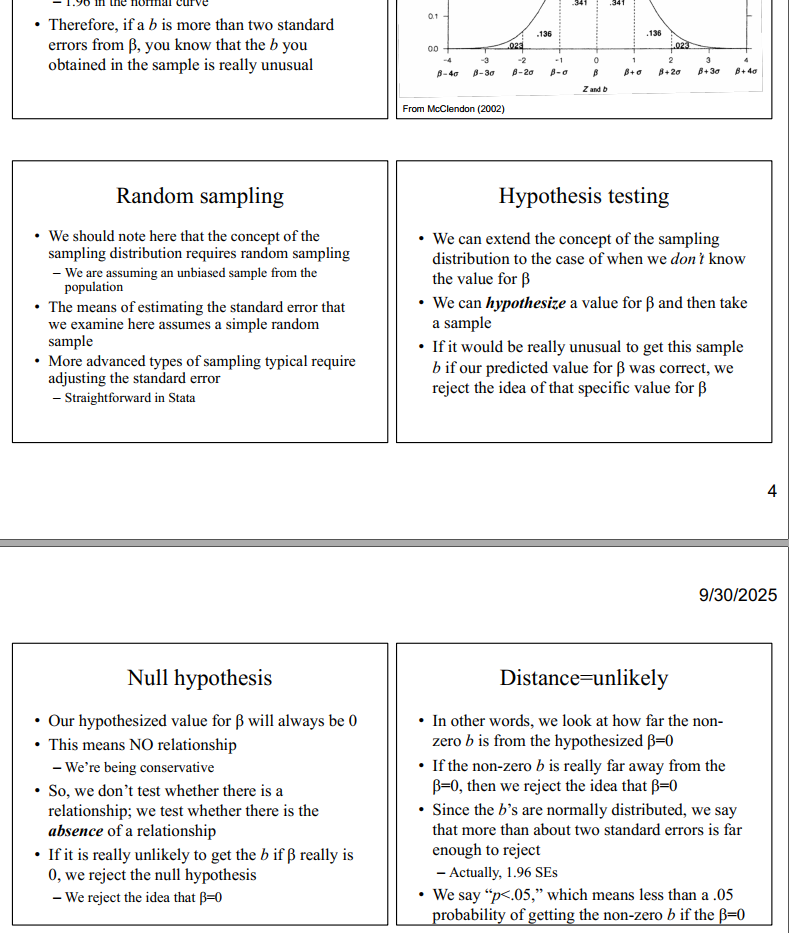 – 1.96 in the normal curve
• Therefore, if a b is more than two standard
errors from β, you know that the b you
obtained in the sample is really unusual
0.1
0.0
.341
.341
.136
.136
.023
.023
-4
-3
-2
-1
0
1
2
3
4
β-4σ
β-3σ
β-2σ
β-σ
β
β+σ
β+2σ
β+3σ
β+4σ
Z and b
From McClendon (2002)
Random sampling
• We should note here that the concept of the
sampling distribution requires random sampling
– We are assuming an unbiased sample from the
population
• The means of estimating the standard error that
we examine here assumes a simple random
sample
• More advanced types of sampling typical require
adjusting the standard error
– Straightforward in Stata
Hypothesis testing
• We can extend the concept of the sampling
distribution to the case of when we don't know
the value for β
• We can hypothesize a value for β and then take
a sample
• If it would be really unusual to get this sample
b if our predicted value for β was correct, we
reject the idea of that specific value for β
4
9/30/2025
Null hypothesis
• Our hypothesized value for β will always be 0
• This means NO relationship
– We're being conservative
• So, we don't test whether there is a
relationship; we test whether there is the
absence of a relationship
• If it is really unlikely to get the b if β really is
0, we reject the null hypothesis
– We reject the idea that β=0
Distance=unlikely
• In other words, we look at how far the non-
zero b is from the hypothesized β=0
• If the non-zero b is really far away from the
β=0, then we reject the idea that β=0
• Since the b's are normally distributed, we say
that more than about two standard errors is far
enough to reject
– Actually, 1.96 SEs
• We say “p<.05,” which means less than a .05
probability of getting the non-zero b if the β=0